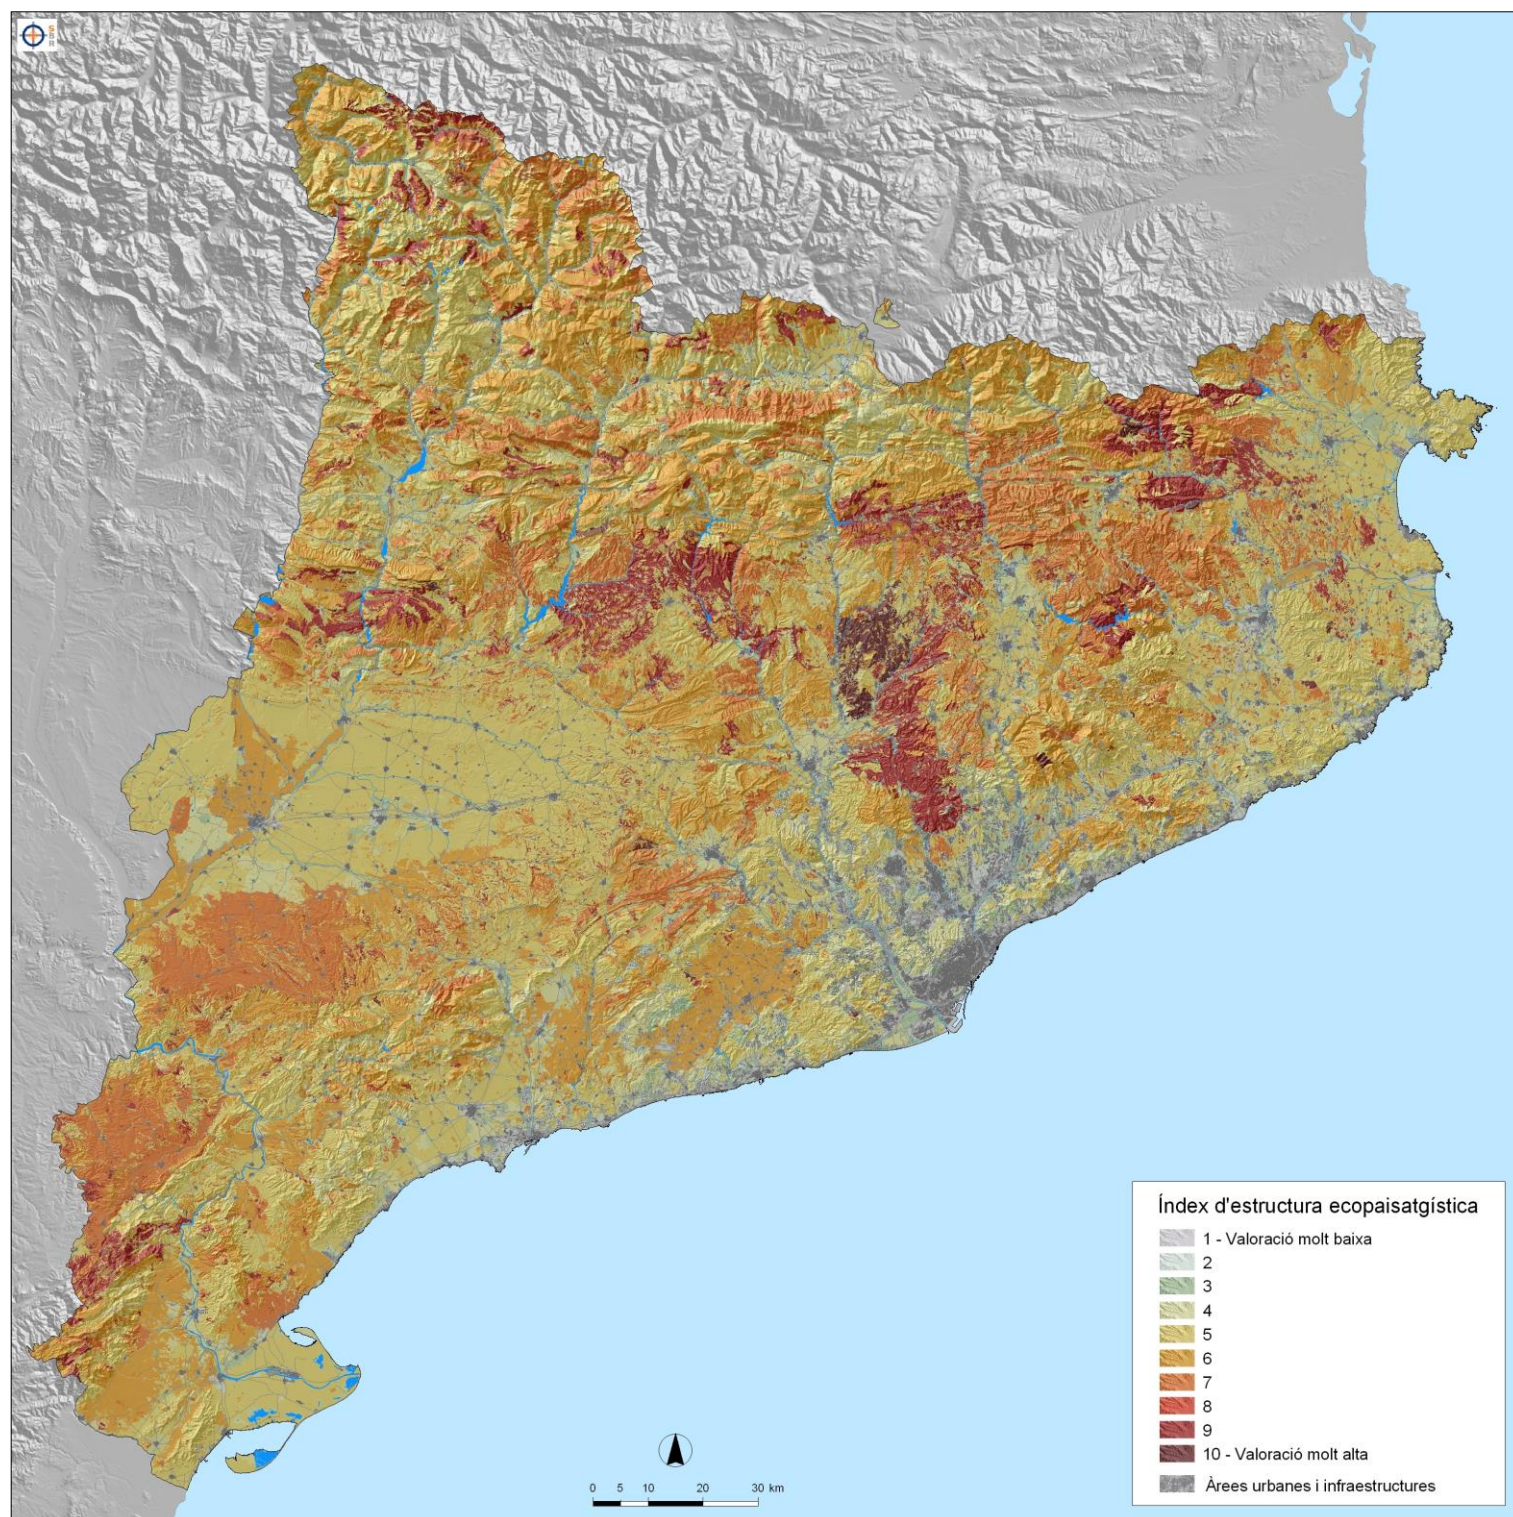 Índex d'estructura ecopaisatgística
1 - Valoració molt baixa
2
3
4
5
6
7
8
9
10 - Valoració molt alta
Àrees urbanes i infraestructures
0 5 10 20 30 km